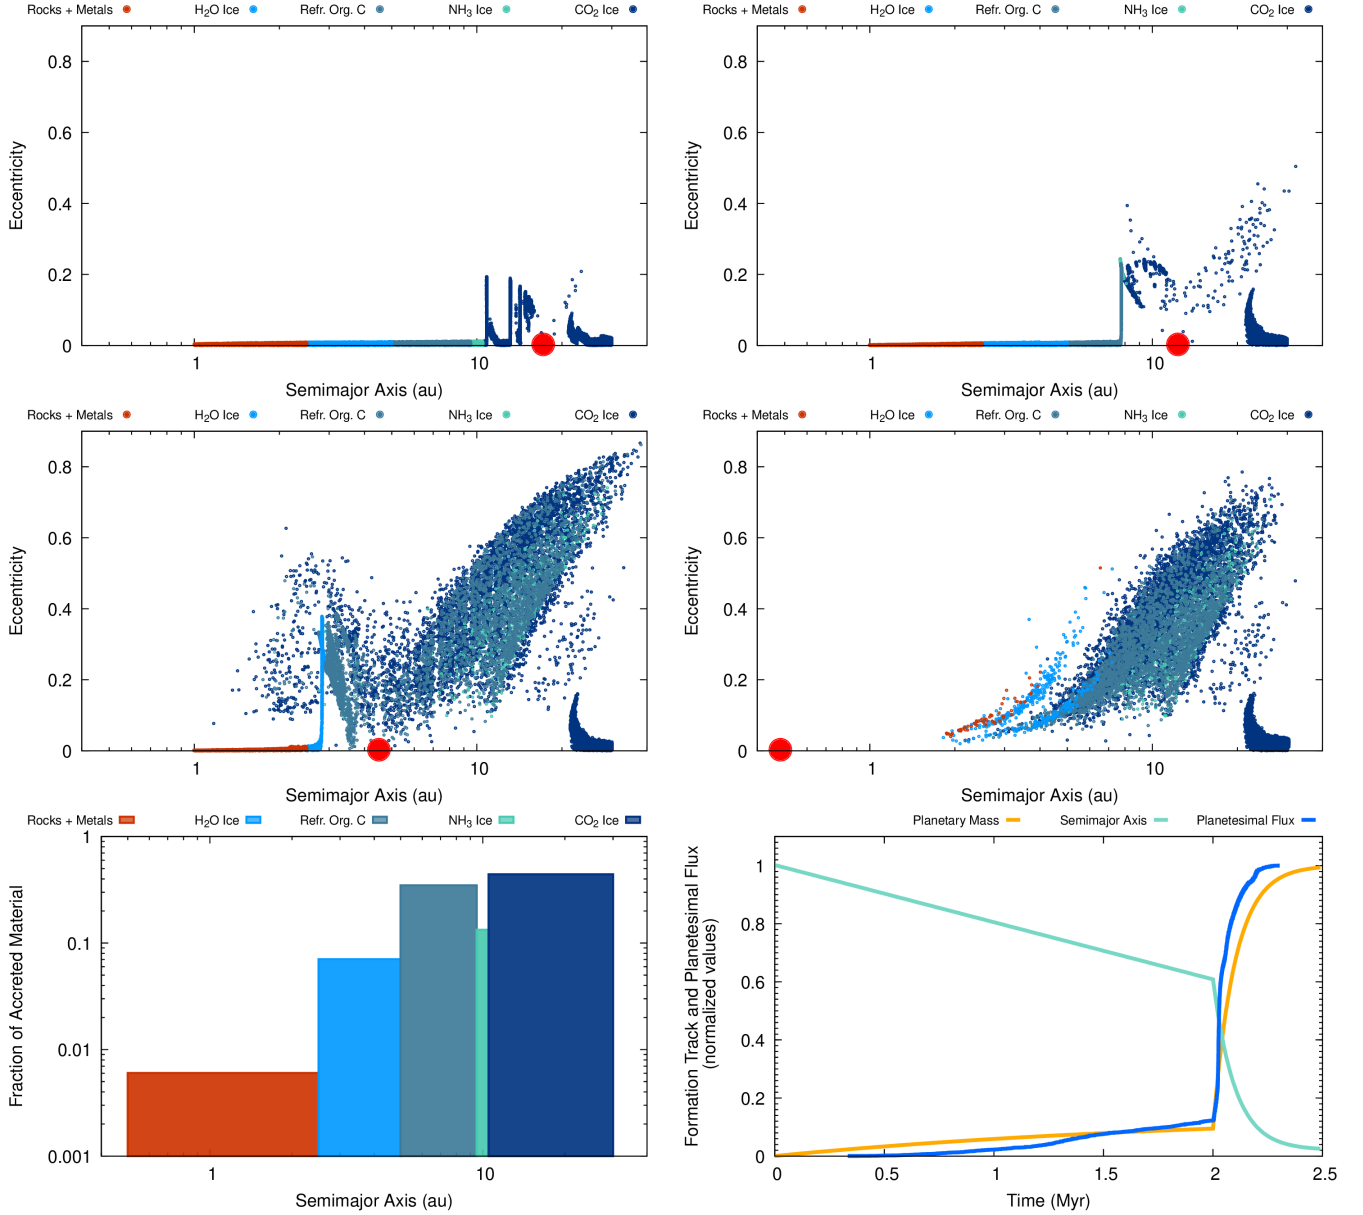 Rocks + Metals H₂O Ice Refr. Org. C NH₃ Ice CO₂ Ice
0.8
0.6
0.4
0.2
0
1 10
Eccentricity
Semimajor Axis (au)
Rocks + Metals H₂O Ice Refr. Org. C NH₃ Ice CO₂ Ice
0.8
0.6
0.4
0.2
0
1 10
Eccentricity
Semimajor Axis (au)
Rocks + Metals H₂O Ice Refr. Org. C NH₃ Ice CO₂ Ice
0.8
0.6
0.4
0.2
0
1 10
Eccentricity
Semimajor Axis (au)
Rocks + Metals H₂O Ice Refr. Org. C NH₃ Ice CO₂ Ice
0.8
0.6
0.4
0.2
0
1 10
Eccentricity
Semimajor Axis (au)
Rocks + Metals H₂O Ice Refr. Org. C NH₃ Ice CO₂ Ice
1
0.1
0.01
0.001
1 10
Fraction of Accreted Material
Semimajor Axis (au)
Planetary Mass Semimajor Axis Planetesimal Flux
1
0.8
0.6
0.4
0.2
0
0 0.5 1 1.5 2 2.5
Formation Track and Planetesimal Flux
(normalized values)
Time (Myr)